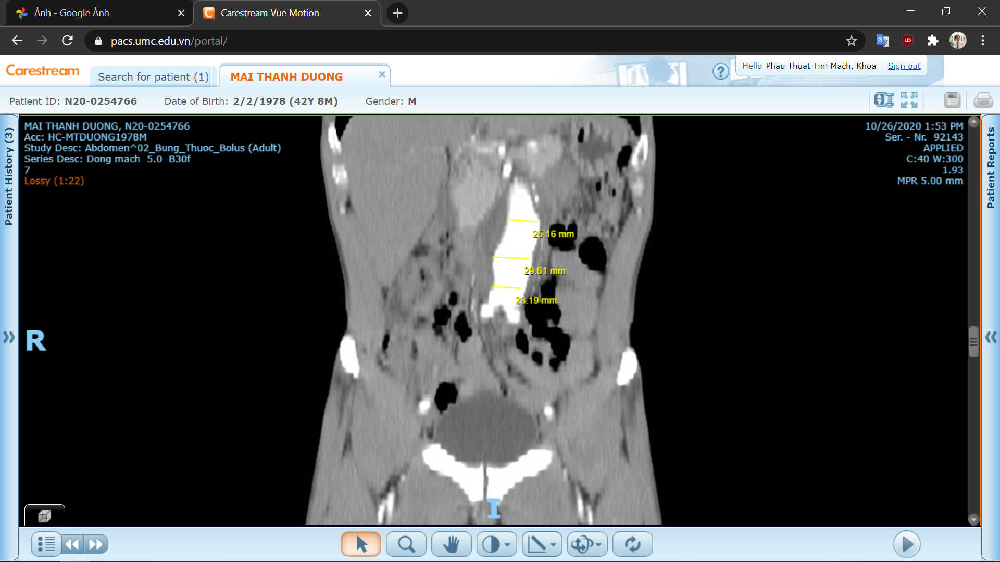 Ảnh - Google Ảnh
Carestream Vue Motion
pacs.umc.edu.vn/portal/
Carestream
Search for patient (1)
MAI THANH DUONG
Hello Phau Thuat Tim Mach, Khoa Sign out
Patient ID: N20-0254766 Date of Birth: 2/2/1978 (42Y 8M) Gender: M
Patient History (3)
MAI THANH DUONG, N20-0254766
Acc: HC-MTDUONG1978M
Study Desc: Abdomen^02_Bung_Thuoc_Bolus (Adult)
Series Desc: Dong mach 5.0 B30f
7
Lossy (1:22)
10/26/2020 1:53 PM
Ser. - Nr. 92143
APPLIED
C:40 W:300
1.93
MPR 5.00 mm
Patient Reports
25.16 mm
29.61 mm
23.19 mm
R
I